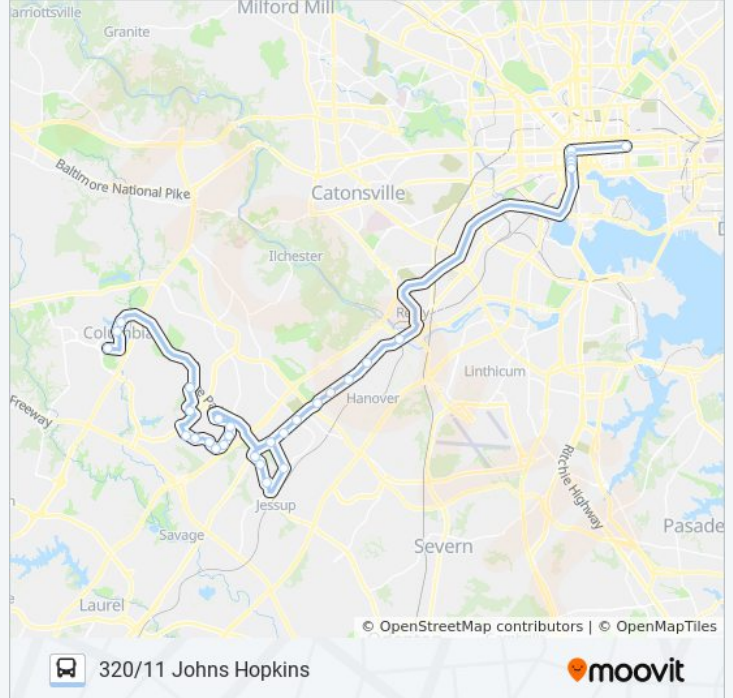 arriottsville
Milford Mill
Granite
Baltimore National Pike
Catonsville
Ilchester
Columbia
Linthicum
Hanover
Freeway
Ritchie Highway
Jessup
Pasade
Savage
Severn
Laurel
© OpenStreetMap contributors | © OpenMapTiles
320/11 Johns Hopkins
moovit